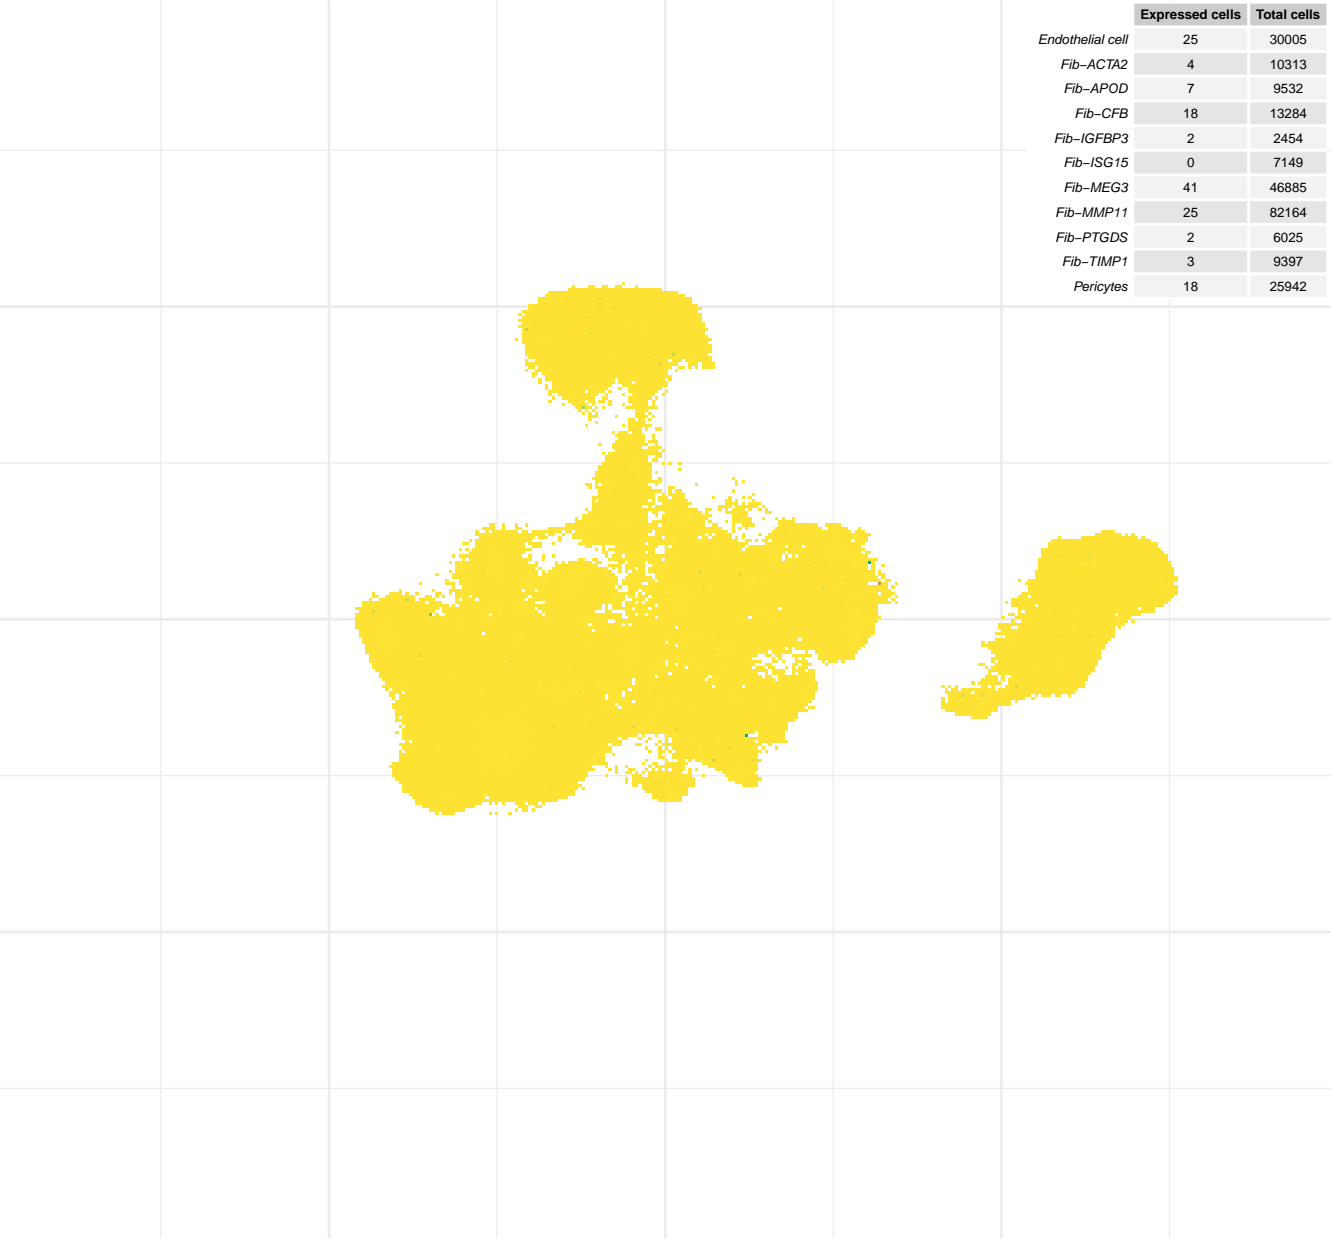 Expressed cells Total cells
Endothelial cell 25 30005
Fib−ACTA2 4 10313
Fib−APOD 7 9532
Fib−CFB 18 13284
Fib−IGFBP3 2 2454
Fib−ISG15 0 7149
Fib−MEG3 41 46885
Fib−MMP11 25 82164
Fib−PTGDS 2 6025
Fib−TIMP1 3 9397
Pericytes 18 25942